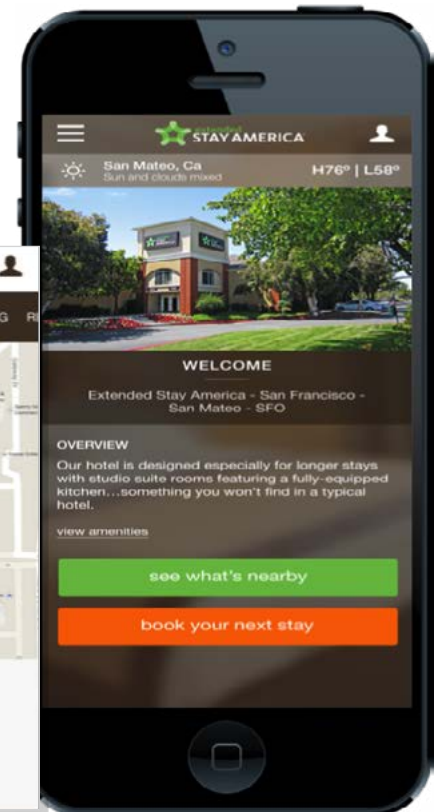 extended
STAYAMERICA
San Mateo, Ca
Sun and clouds mixed
H76° | L58°
WELCOME
Extended Stay America - San Francisco -
San Mateo - SFO
OVERVIEW
Our hotel is designed especially for longer stays
with studio suite rooms featuring a fully-equipped
kitchen...something you won't find in a typical
hotel.
view amenities
see what's nearby
book your next stay